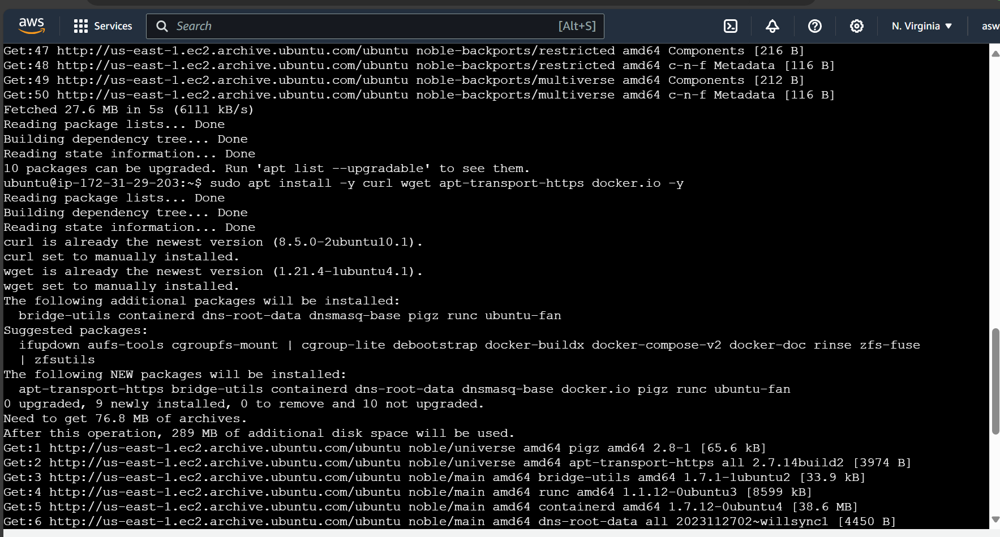 aws
Services
Search
[Alt+S]
N. Virginia
asw
Get:47 http://us-east-1.ec2.archive.ubuntu.com/ubuntu noble-backports/restricted amd64 Components [216 B]
Get:48 http://us-east-1.ec2.archive.ubuntu.com/ubuntu noble-backports/restricted amd64 c-n-f Metadata [116 B]
Get:49 http://us-east-1.ec2.archive.ubuntu.com/ubuntu noble-backports/multiverse amd64 Components [212 B]
Get:50 http://us-east-1.ec2.archive.ubuntu.com/ubuntu noble-backports/multiverse amd64 c-n-f Metadata [116 B]
Fetched 27.6 MB in 5s (6111 kB/s)
Reading package lists... Done
Building dependency tree... Done
Reading state information... Done
10 packages can be upgraded. Run 'apt list --upgradable' to see them.
ubuntu@ip-172-31-29-203:~$ sudo apt install -y curl wget apt-transport-https docker.io -y
Reading package lists... Done
Building dependency tree... Done
Reading state information... Done
curl is already the newest version (8.5.0-2ubuntu10.1).
curl set to manually installed.
wget is already the newest version (1.21.4-1ubuntu4.1).
wget set to manually installed.
The following additional packages will be installed:
  bridge-utils containerd dns-root-data dnsmasq-base pigz runc ubuntu-fan
Suggested packages:
  ifupdown aufs-tools cgroupfs-mount | cgroup-lite debootstrap docker-buildx docker-compose-v2 docker-doc rinse zfs-fuse
  | zfsutils
The following NEW packages will be installed:
  apt-transport-https bridge-utils containerd dns-root-data dnsmasq-base docker.io pigz runc ubuntu-fan
0 upgraded, 9 newly installed, 0 to remove and 10 not upgraded.
Need to get 76.8 MB of archives.
After this operation, 289 MB of additional disk space will be used.
Get:1 http://us-east-1.ec2.archive.ubuntu.com/ubuntu noble/universe amd64 pigz amd64 2.8-1 [65.6 kB]
Get:2 http://us-east-1.ec2.archive.ubuntu.com/ubuntu noble/universe amd64 apt-transport-https all 2.7.14build2 [3974 B]
Get:3 http://us-east-1.ec2.archive.ubuntu.com/ubuntu noble/main amd64 bridge-utils amd64 1.7.1-1ubuntu2 [33.9 kB]
Get:4 http://us-east-1.ec2.archive.ubuntu.com/ubuntu noble/main amd64 runc amd64 1.1.12-0ubuntu3 [8599 kB]
Get:5 http://us-east-1.ec2.archive.ubuntu.com/ubuntu noble/main amd64 containerd amd64 1.7.12-0ubuntu4 [38.6 MB]
Get:6 http://us-east-1.ec2.archive.ubuntu.com/ubuntu noble/main amd64 dns-root-data all 2023112702~willsync1 [4450 B]